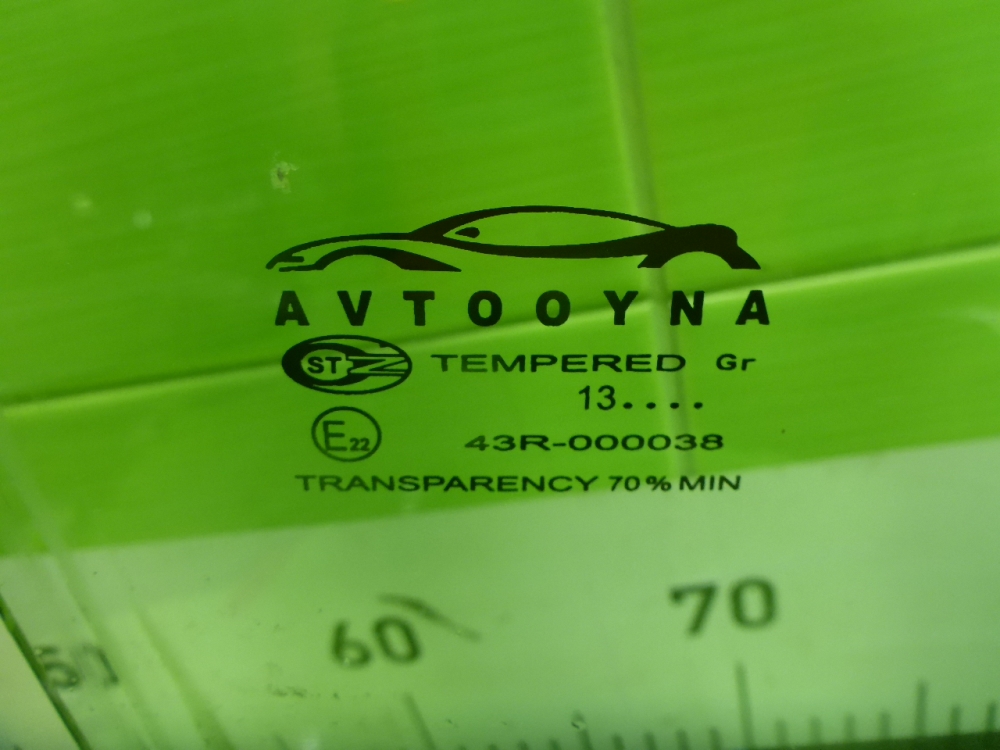 AVTOOYNA
ST
TEMPERED Gr
13....
E22
43R-000038
TRANSPARENCY 70% MIN
60
70